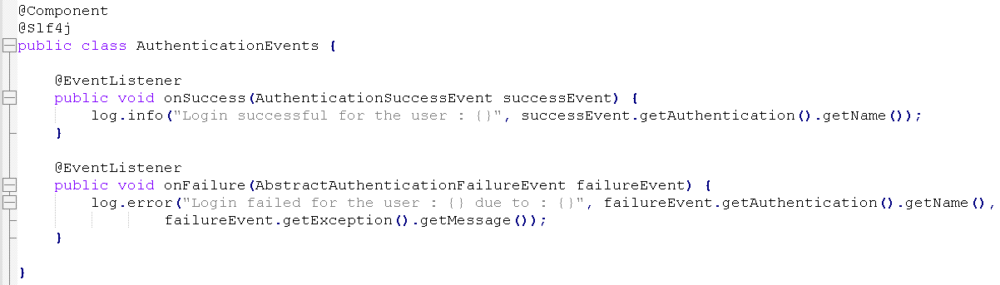 @Component
@Slf4j
public class AuthenticationEvents {
@EventListener
public void onSuccess(AuthenticationSuccessEvent successEvent) {
log.info("Login successful for the user : {}", successEvent.getAuthentication().getName());
}
@EventListener
public void onFailure(AbstractAuthenticationFailureEvent failureEvent) {
log.error("Login failed for the user : {} due to : {}", failureEvent.getAuthentication().getName(),
failureEvent.getException().getMessage());
}
}